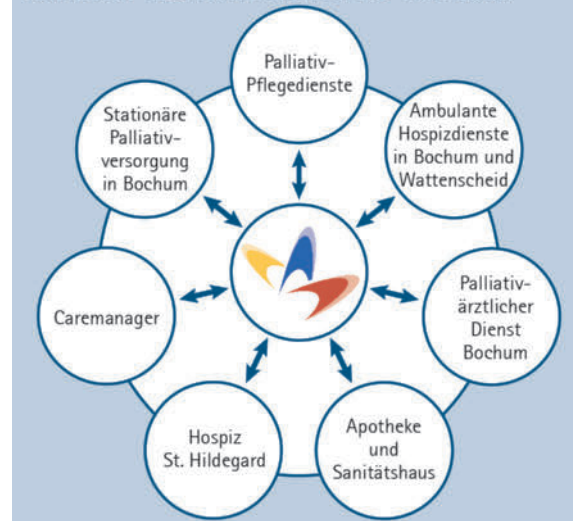 Palliativ-
Pflegedienste
Ambulante
Hospizdienste
in Bochum und
Wattenscheid
Palliativ-
ärztlicher
Dienst
Bochum
Apotheke
und
Sanitätshaus
Hospiz
St. Hildegard
Caremanager
Stationäre
Palliativ-
versorgung
in Bochum